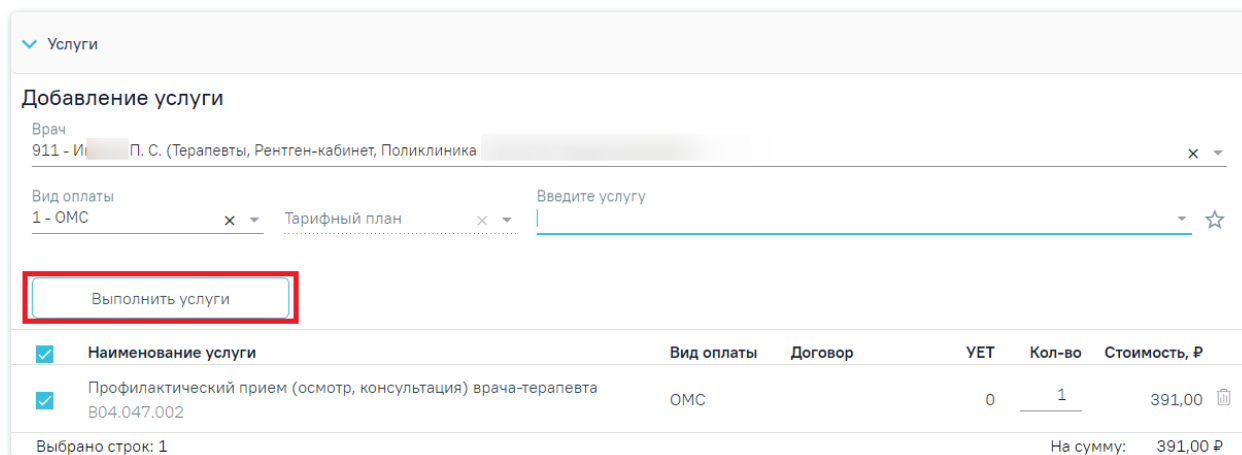 Услуги
Добавление услуги
Врач
911 - И П. С. (Терапевты, Рентген-кабинет, Поликлиника
Вид оплаты
Введите услугу
1 - ОМС Тарифный план
Выполнить услуги
Наименование услуги Вид оплаты Договор УЕТ Кол-во Стоимость, ₽
Профилактический прием (осмотр, консультация) врача-терапевта
B04.047.002
ОМС 0 1 391,00
Выбрано строк: 1 На сумму: 391,00 ₽